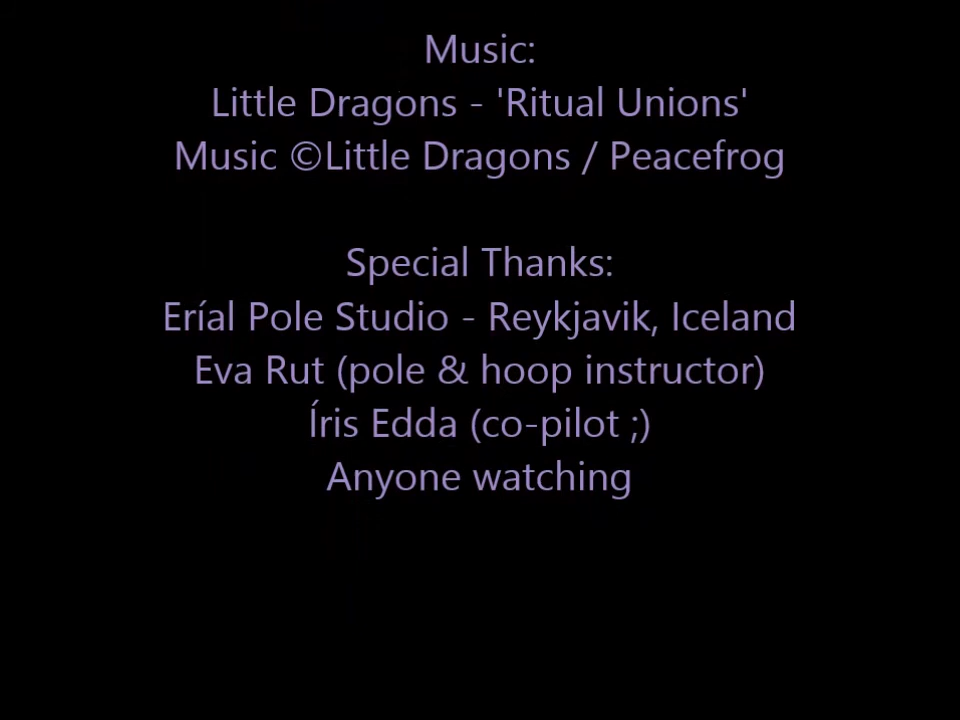 Music:
Little Dragons - 'Ritual Unions'
Music ©Little Dragons / Peacefrog
Special Thanks:
Eríal Pole Studio - Reykjavik, Iceland
Eva Rut (pole & hoop instructor)
Íris Edda (co-pilot ;)
Anyone watching